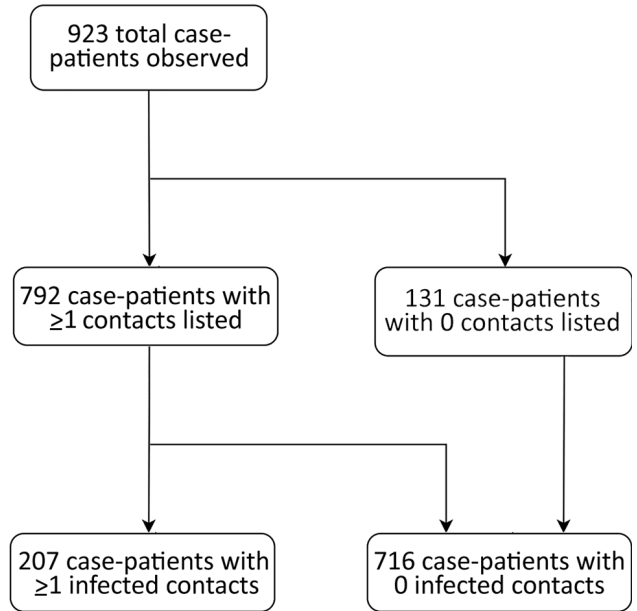 923 total case-
patients observed
792 case-patients with
≥1 contacts listed
131 case-patients
with 0 contacts listed
207 case-patients with
≥1 infected contacts
716 case-patients with
0 infected contacts